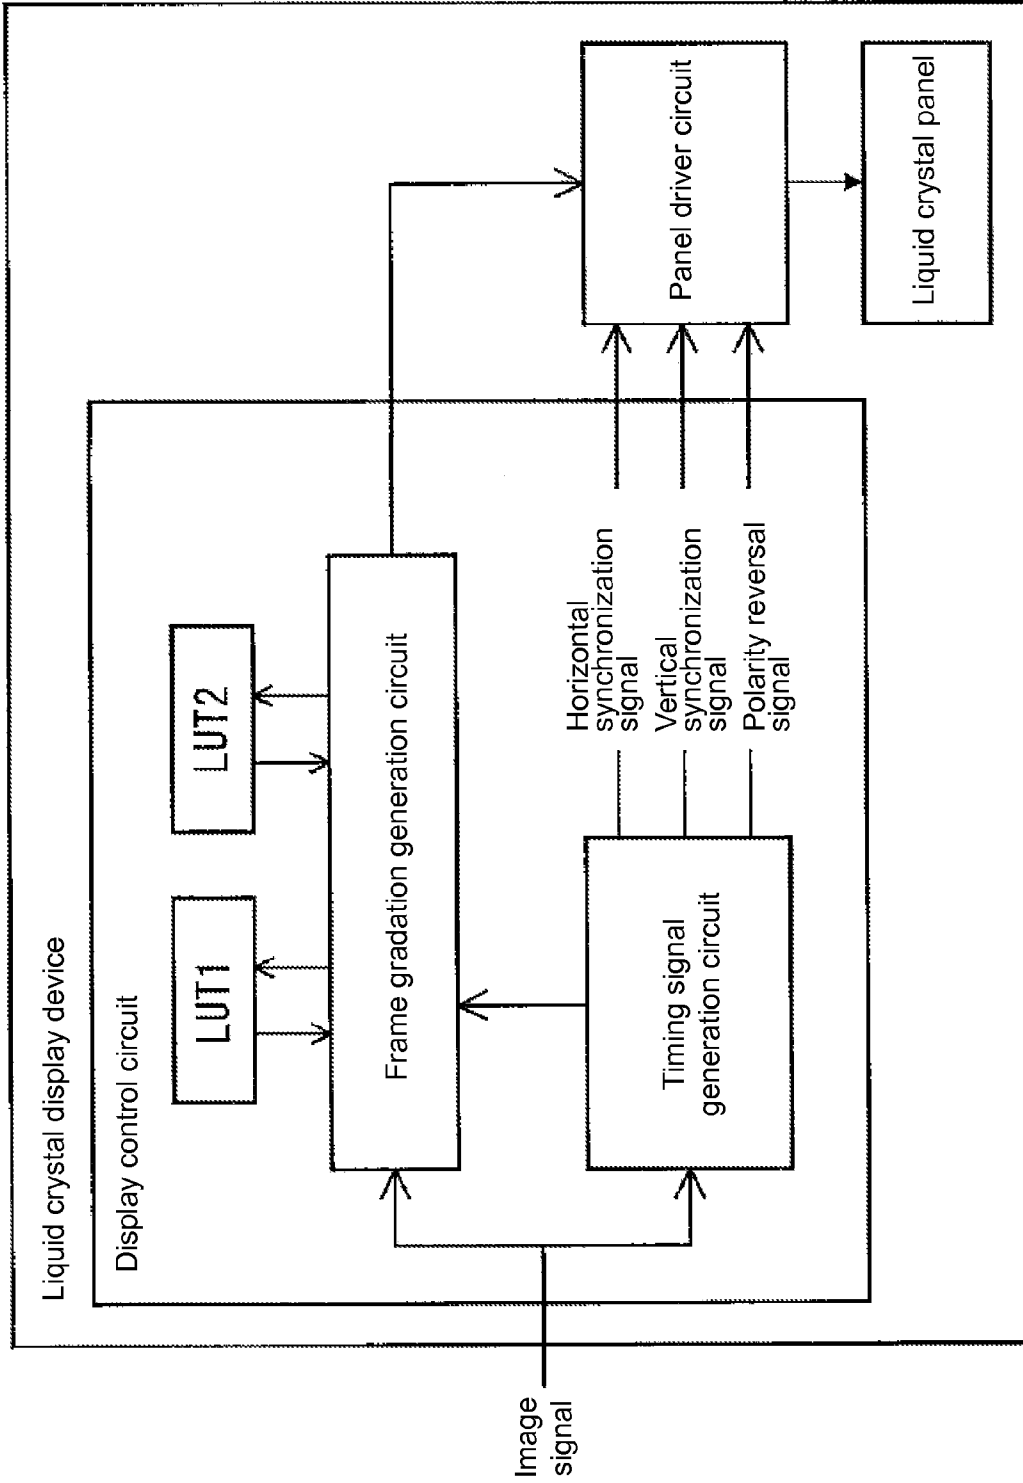 Liquid crystal display device
Display control circuit
LUT1
LUT2
Frame gradation generation circuit
Image
signal
Timing signal
generation circuit
Horizontal
synchronization
signal
Vertical
synchronization
signal
Polarity reversal
signal
Panel driver circuit
Liquid crystal panel